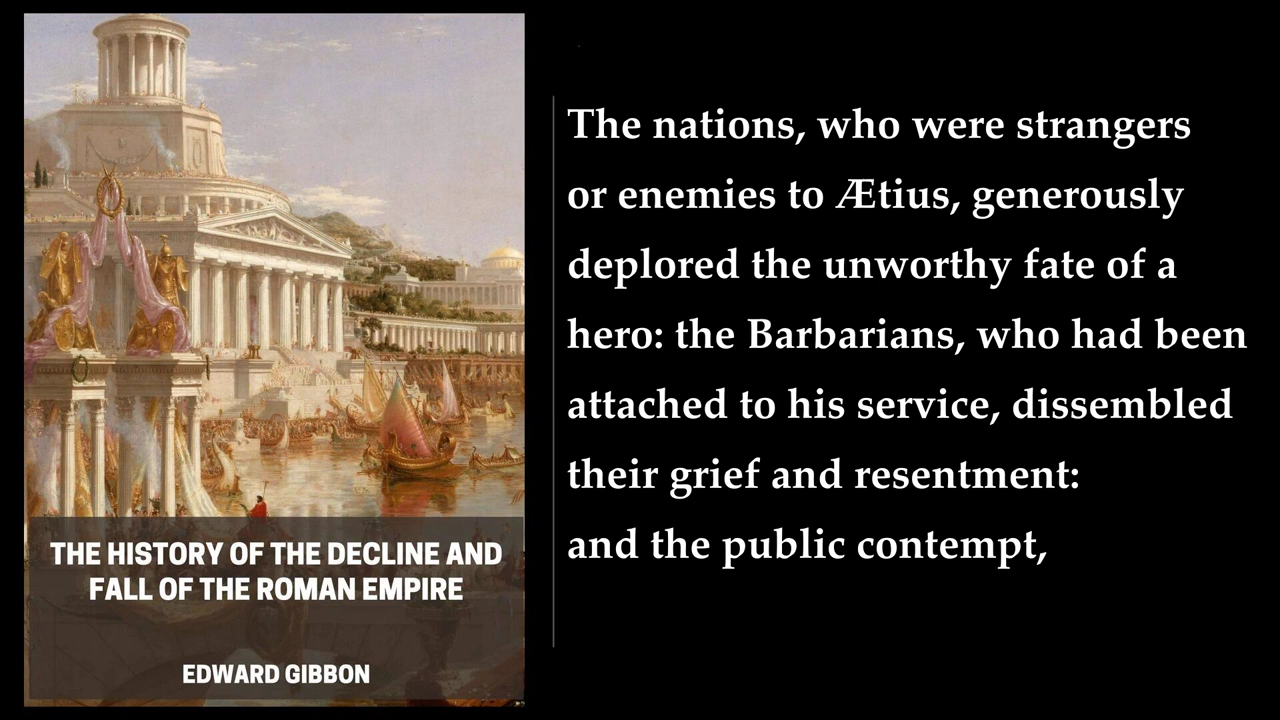 THE HISTORY OF THE DECLINE AND
FALL OF THE ROMAN EMPIRE
EDWARD GIBBON
The nations, who were strangers
or enemies to Ætius, generously
deplored the unworthy fate of a
hero: the Barbarians, who had been
attached to his service, dissembled
their grief and resentment:
and the public contempt,